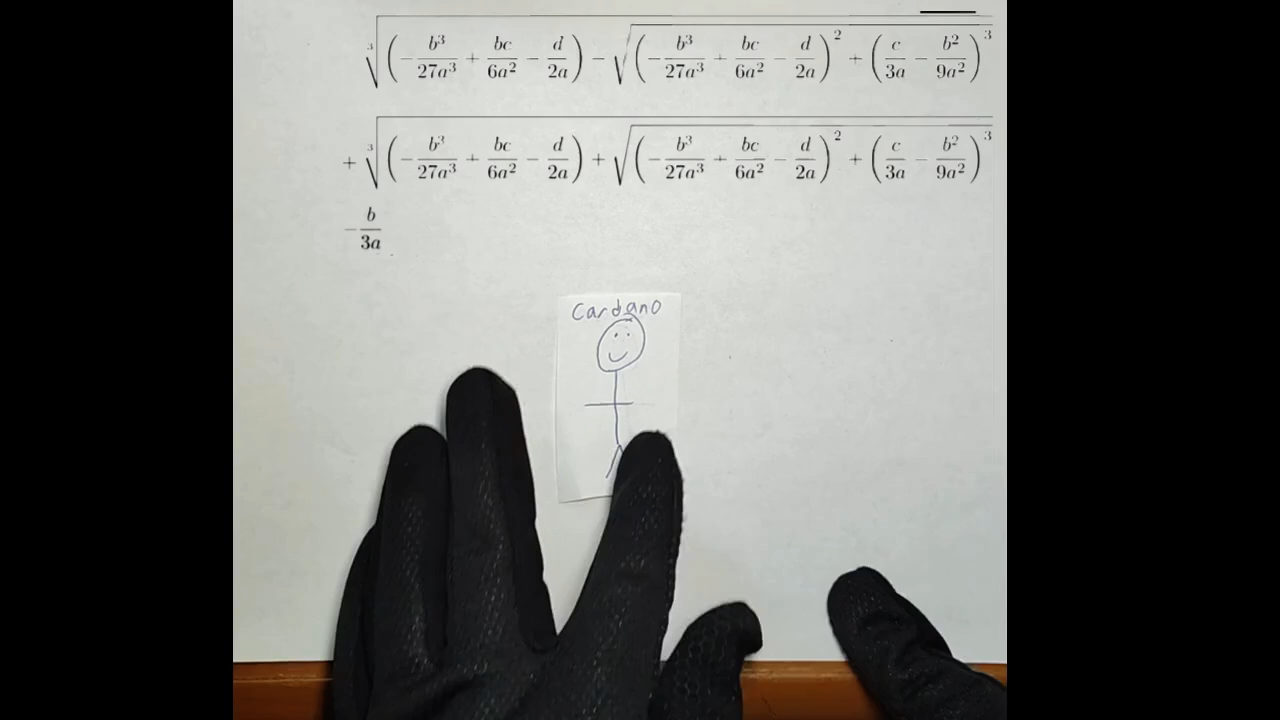 ∛((-b³/27a³ + bc/6a² - d/2a) - √((-b³/27a³ + bc/6a² - d/2a)² + (c/3a - b²/9a²)³))
+ ∛((-b³/27a³ + bc/6a² - d/2a) + √((-b³/27a³ + bc/6a² - d/2a)² + (c/3a - b²/9a²)³))
- b/3a
Cardano